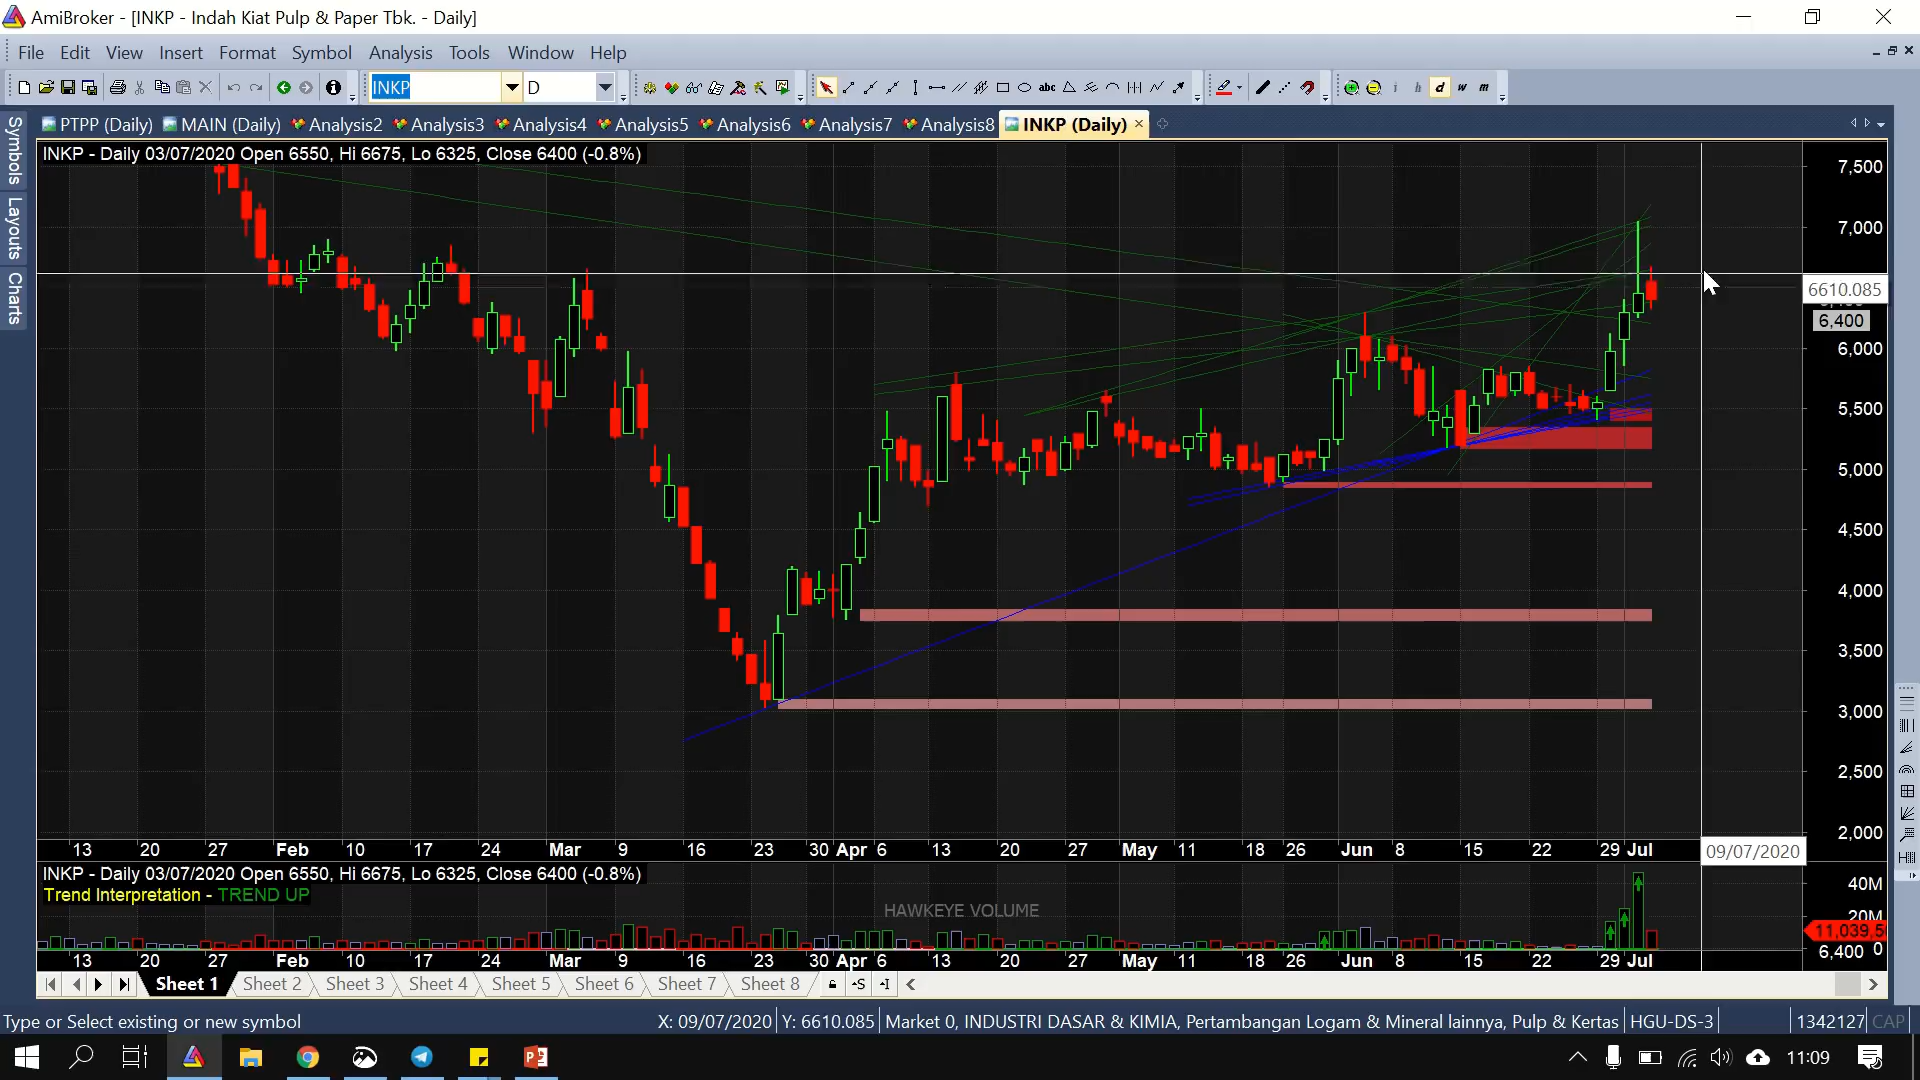 AmiBroker - [INKP - Indah Kiat Pulp & Paper Tbk. - Daily]
File Edit View Insert Format Symbol Analysis Tools Window Help
INKP D abc i h d w m
PTPP (Daily) MAIN (Daily) Analysis2 Analysis3 Analysis4 Analysis5 Analysis6 Analysis7 Analysis8 INKP (Daily)
Symbols
Layouts
Charts
INKP - Daily 03/07/2020 Open 6550, Hi 6675, Lo 6325, Close 6400 (-0.8%)
7,500
7,000
6610.085
6,400
6,000
5,500
5,000
4,500
4,000
3,500
3,000
2,500
2,000
13 20 27 Feb 10 17 24 Mar 9 16 23 30 Apr 6 13 20 27 May 11 18 26 Jun 8 15 22 29 Jul 09/07/2020
INKP - Daily 03/07/2020 Open 6550, Hi 6675, Lo 6325, Close 6400 (-0.8%)
Trend Interpretation - TREND UP
HAWKEYE VOLUME
40M
20M
11,039.5
6,400 0
13 20 27 Feb 10 17 24 Mar 9 16 23 30 Apr 6 13 20 27 May 11 18 26 Jun 8 15 22 29 Jul
Sheet 1 Sheet 2 Sheet 3 Sheet 4 Sheet 5 Sheet 6 Sheet 7 Sheet 8
Type or Select existing or new symbol X: 09/07/2020 Y: 6610.085 Market 0, INDUSTRI DASAR & KIMIA, Pertambangan Logam & Mineral lainnya, Pulp & Kertas HGU-DS-3 1342127 CAP
11:09